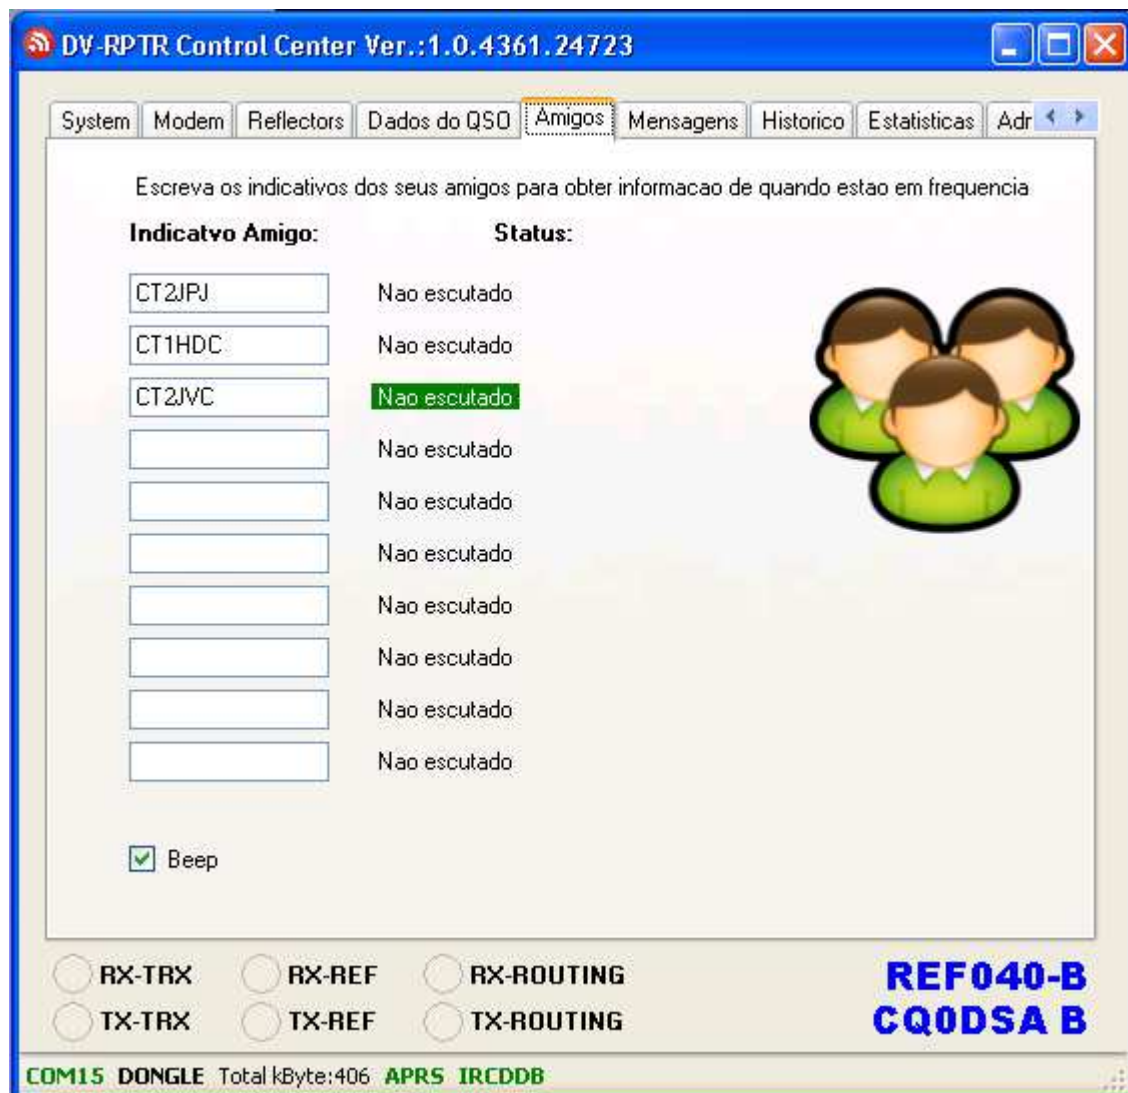 DV-RPTR Control Center Ver.:1.0.4361.24723
System Modem Reflectors Dados do QSO Amigos Mensagens Historico Estatisticas Adr
Escreva os indicativos dos seus amigos para obter informacao de quando estao em frequencia
Indicatvo Amigo: Status:
CT2JPJ Nao escutado
CT1HDC Nao escutado
CT2JVC Nao escutado
Nao escutado
Nao escutado
Nao escutado
Nao escutado
Nao escutado
Nao escutado
Nao escutado
Beep
RX-TRX RX-REF RX-ROUTING REF040-B
TX-TRX TX-REF TX-ROUTING CQ0DSA B
COM15 DONGLE Total kByte:406 APRS IRCDDB